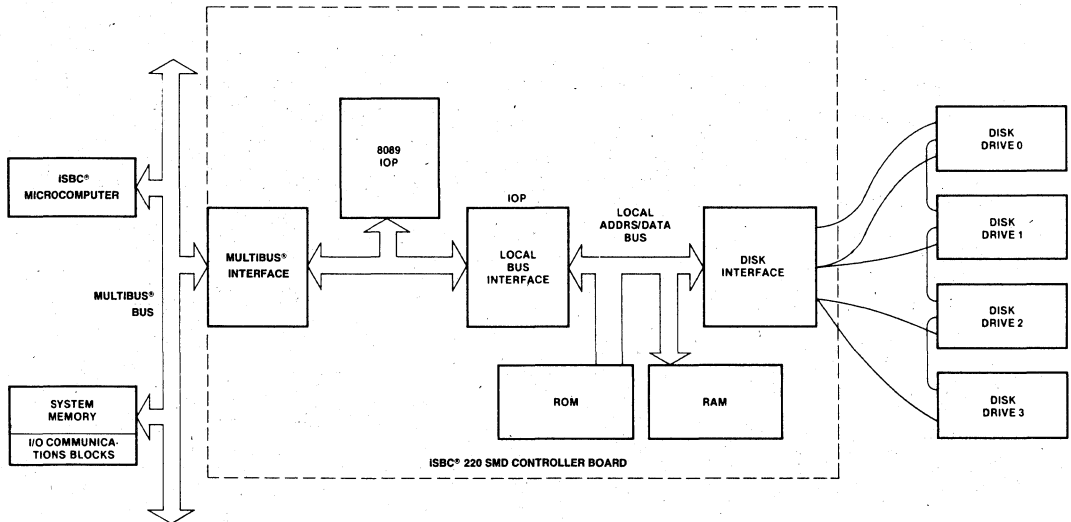 iSBC®
MICROCOMPUTER
MULTIBUS®
BUS
SYSTEM
MEMORY
I/O COMMUNICA-
TIONS BLOCKS
MULTIBUS®
INTERFACE
8089
IOP
IOP
LOCAL
BUS
INTERFACE
LOCAL
ADDRS/DATA
BUS
DISK
INTERFACE
ROM
RAM
iSBC® 220 SMD CONTROLLER BOARD
DISK
DRIVE 0
DISK
DRIVE 1
DISK
DRIVE 2
DISK
DRIVE 3